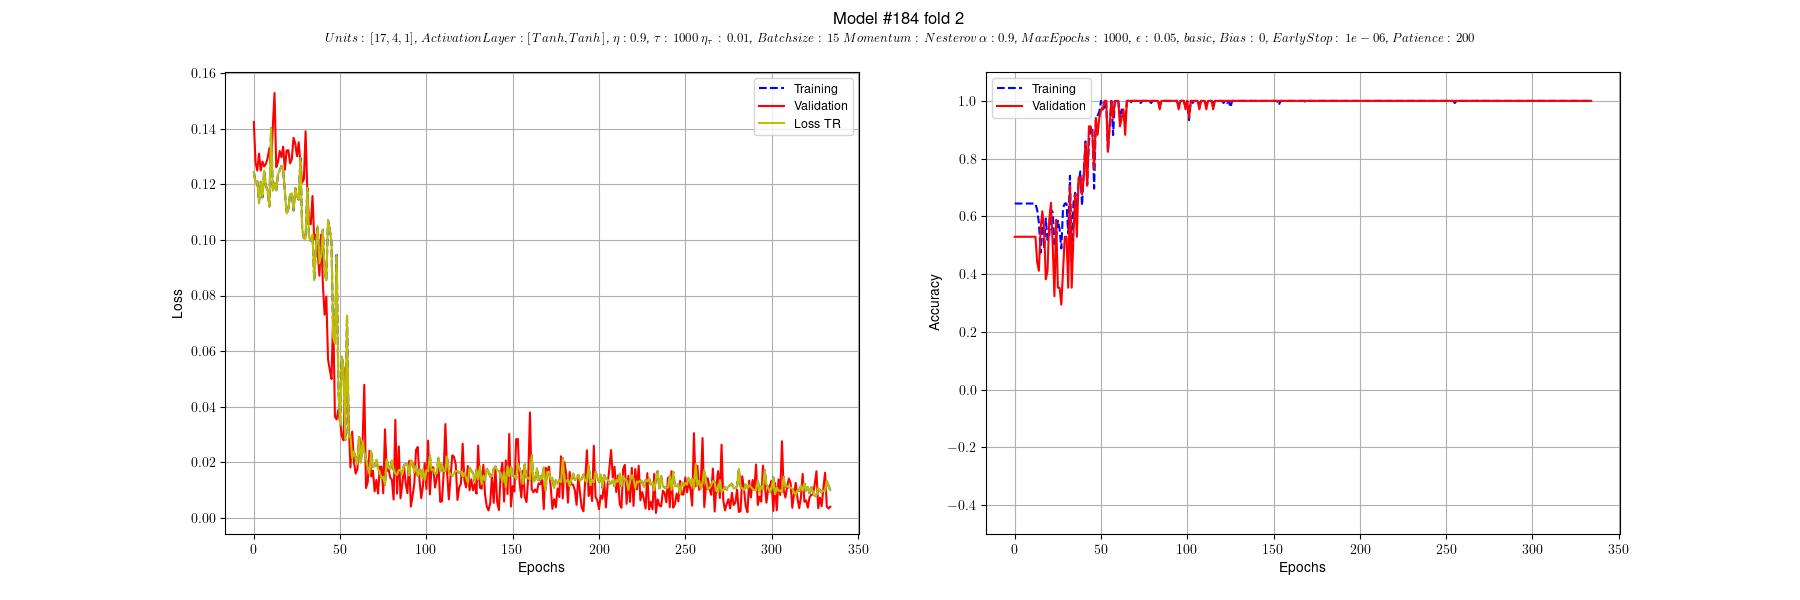 Model #184 fold 2
Units : [17, 4, 1], ActivationLayer : [Tanh, Tanh], η : 0.9, τ : 1000 ητ : 0.01, Batchsize : 15 Momentum : Nesterov α : 0.9, MaxEpochs : 1000, ϵ : 0.05, basic, Bias : 0, EarlyStop : 1e − 06, Patience : 200
0.16
0.14
0.12
0.10
0.08
0.06
0.04
0.02
0.00
Loss
Training
Validation
Loss TR
0 50 100 150 200 250 300 350
Epochs
1.0
0.8
0.6
0.4
0.2
0.0
−0.2
−0.4
Accuracy
Training
Validation
0 50 100 150 200 250 300 350
Epochs